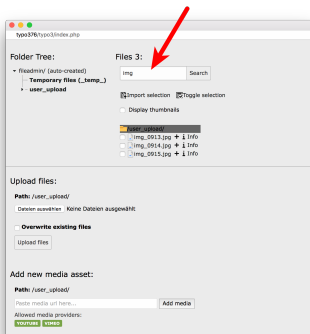 typo376/typo3/index.php
Folder Tree:
Files 3:
fileadmin/ (auto-created)
Temporary files (_temp_)
user_upload
img
Search
Import selection
Toggle selection
Display thumbnails
/user_upload/
img_0913.jpg + i Info
img_0914.jpg + i Info
img_0915.jpg + i Info
Upload files:
Path: /user_upload/
Dateien auswählen Keine Dateien ausgewählt
Overwrite existing files
Upload files
Add new media asset:
Path: /user_upload/
Paste media url here...
Add media
Allowed media providers:
YOUTUBE VIMEO